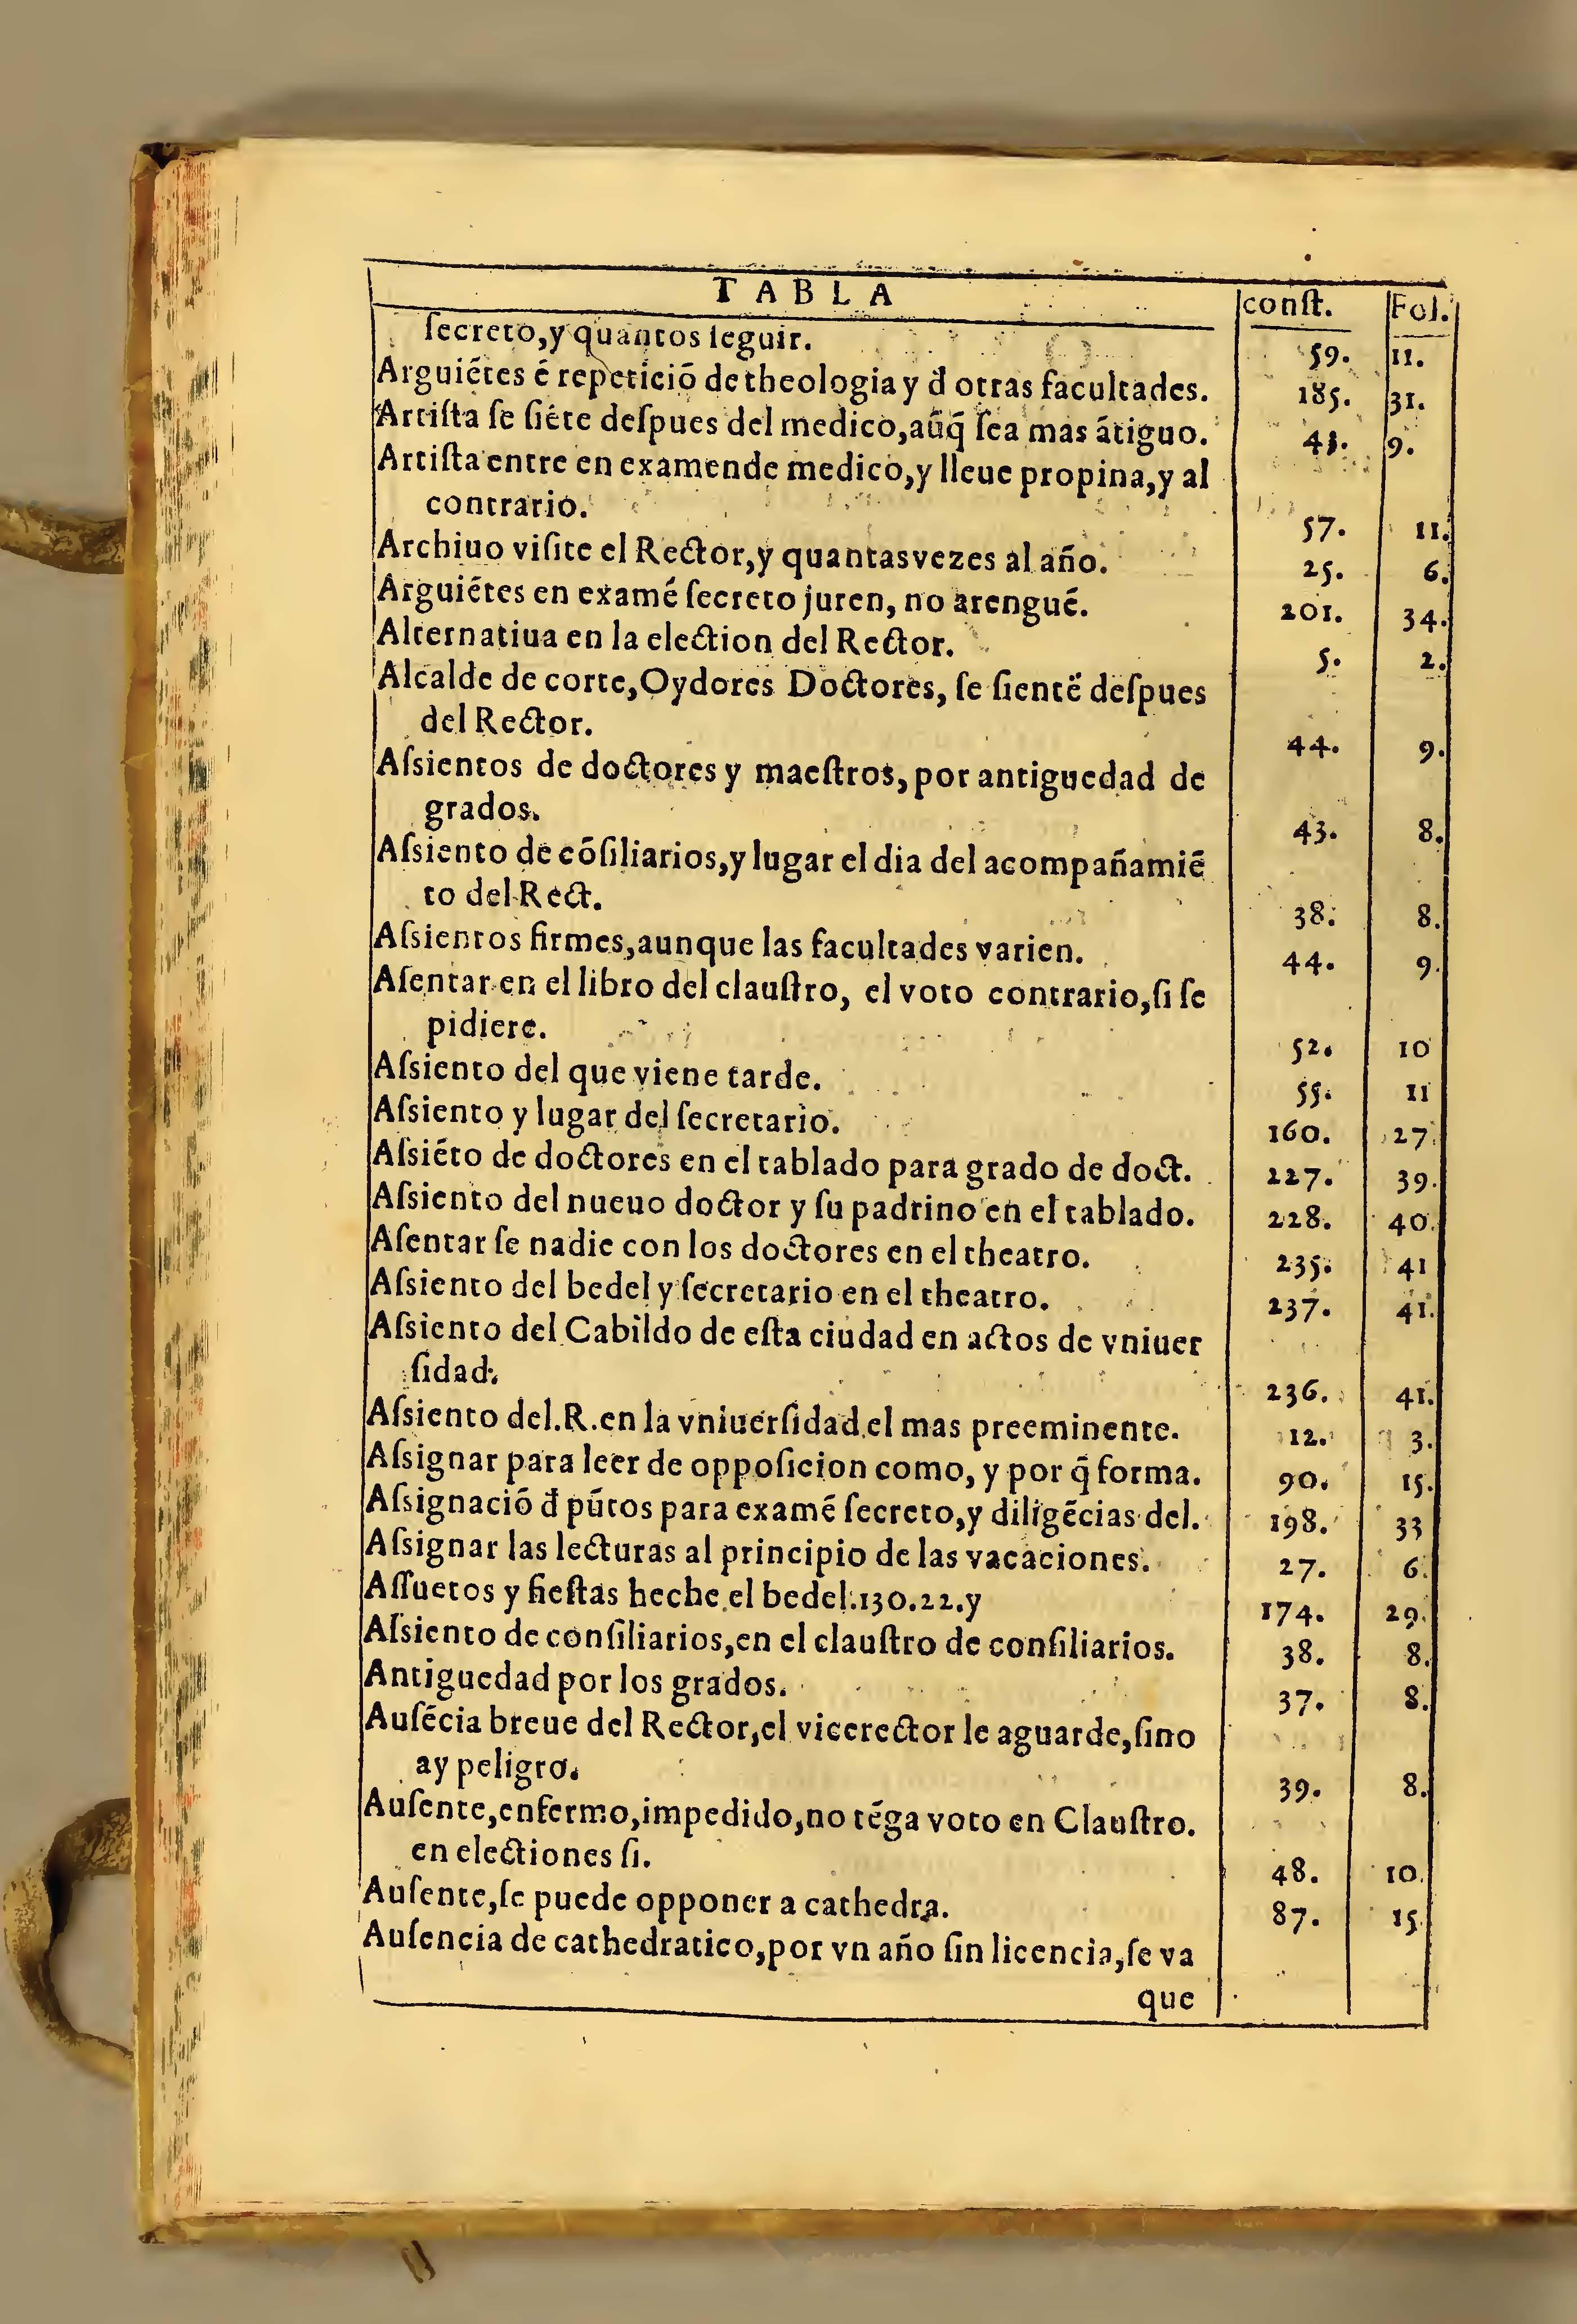 TABLA const. Fol.
secreto,y quantos seguir. 59. 11.
Arguiẽtes ẽ repeticiõ de theologia y đ otras facultades. 185. 31.
Artista se siẽte despues del medico,aũq̃ sea mas ãtiguo. 43. 9.
Artista entre en examende medico,y lleue propina,y al
contrario. 57. 11.
Archiuo visite el Rector,y quantasvezes al año. 25. 6.
Arguiẽtes en examẽ secreto juren, no arenguẽ. 201. 34.
Alternatiua en la election del Rector. 5. 2.
Alcalde de corte,Oydores Doctores, se sientẽ despues
del Rector. 44. 9.
Assientos de doctores y maestros, por antiguedad de
grados. 43. 8.
Assiento de cõsiliarios,y lugar el dia del acompañamiẽ
to del Rect. 38. 8.
Assientos firmes,aunque las facultades varien. 44. 9.
Asentar en el libro del claustro, el voto contrario,si se
pidiere. 52. 10
Assiento del que viene tarde. 55. 11
Assiento y lugar del secretario. 160. 27.
Assiẽto de doctores en el tablado para grado de doct. 227. 39.
Assiento del nueuo doctor y su padrino en el tablado. 228. 40.
Asentar se nadie con los doctores en el theatro. 235. 41
Assiento del bedel y secretario en el theatro. 237. 41.
Assiento del Cabildo de esta ciudad en actos de vniuer
sidad. 236. 41.
Assiento del.R.en la vniuersidad el mas preeminente. 12. 3.
Assignar para leer de opposicion como, y por q̃ forma. 90. 15.
Assignaciõ đ pũtos para examẽ secreto,y diligẽcias del. 198. 33
Assignar las lecturas al principio de las vacaciones. 27. 6.
Assuetos y fiestas heche el bedel.130.22.y 174. 29.
Assiento de consiliarios,en el claustro de consiliarios. 38. 8.
Antiguedad por los grados. 37. 8.
Ausẽcia breue del Rector,el vicerector le aguarde,sino
ay peligro. 39. 8.
Ausente,enfermo,impedido,no tẽga voto en Claustro.
en electiones si. 48. 10.
Ausente,se puede opponer a cathedra. 87. 15
Ausencia de cathedratico,por vn año sin licencia,se va
que